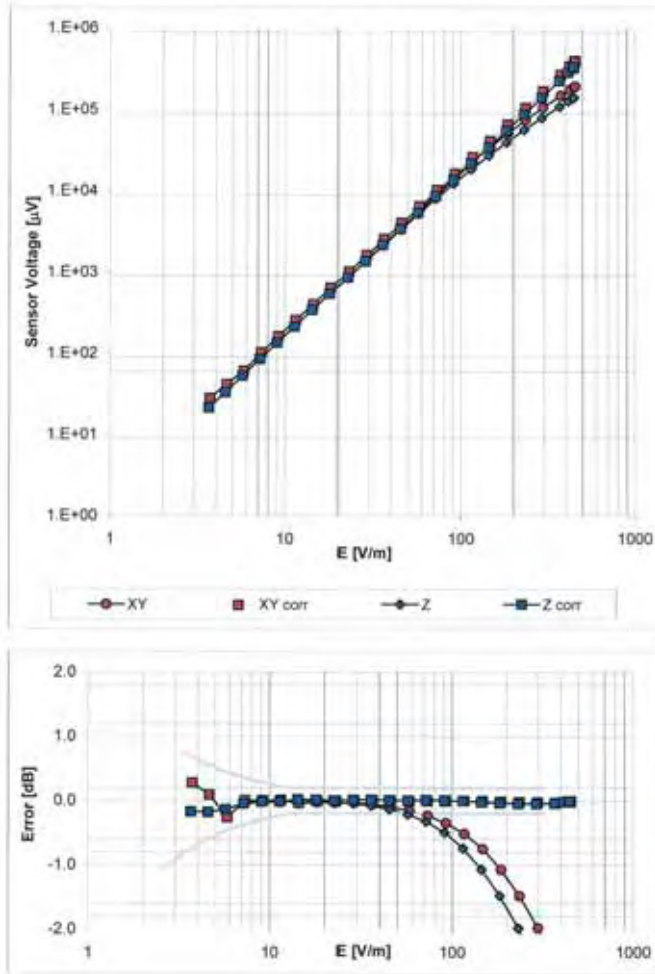 1.E+06
1.E+05
1.E+04
1.E+03
1.E+02
1.E+01
1.E+00
Sensor Voltage [µV]
1 10 100 1000
E [V/m]
XY XY corr Z Z corr
2.0
1.0
0.0
-1.0
-2.0
Error [dB]
1 10 100 1000
E [V/m]